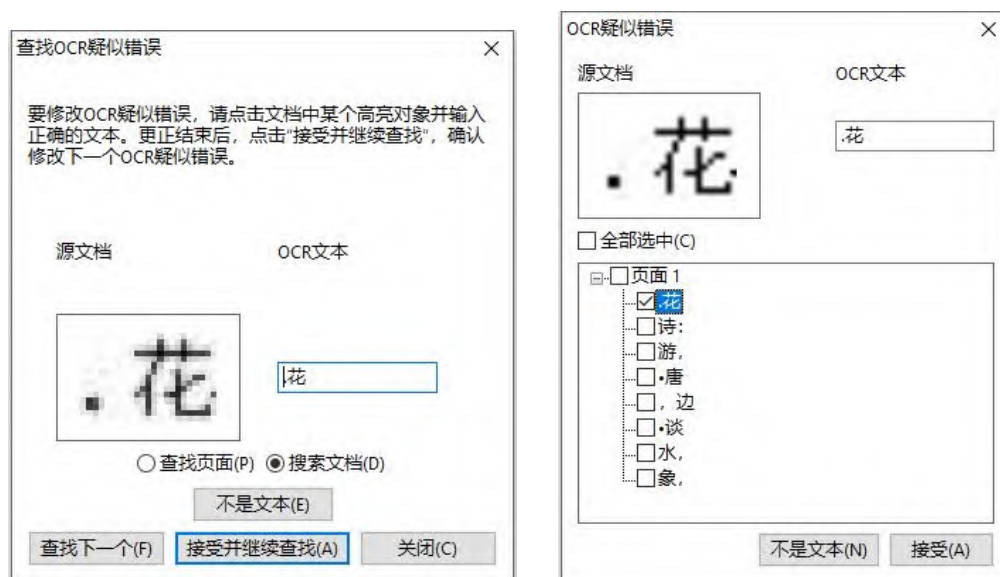 查找OCR疑似错误
要修改OCR疑似错误，请点击文档中某个高亮对象并输入
正确的文本。更正结束后，点击“接受并继续查找”，确认
修改下一个OCR疑似错误。
源文档
OCR文本
.花
.花
查找页面(P)
搜索文档(D)
不是文本(E)
查找下一个(F)
接受并继续查找(A)
关闭(C)
OCR疑似错误
源文档
OCR文本
.花
.花
全部选中(C)
页面 1
.花
诗：
游，
•唐
，边
•谈
水，
象，
不是文本(N)
接受(A)